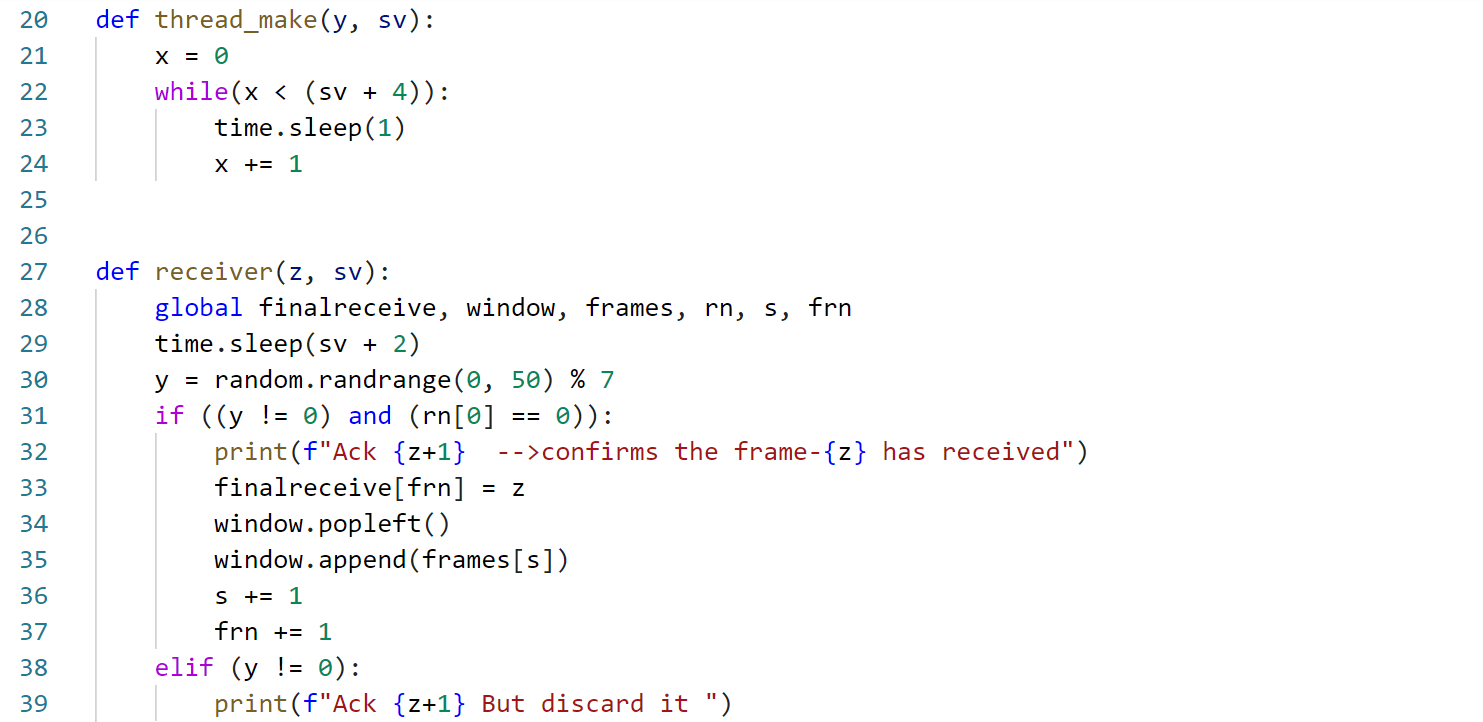 20 def thread_make(y, sv):
21     x = 0
22     while(x < (sv + 4)):
23         time.sleep(1)
24         x += 1
25
26
27 def receiver(z, sv):
28     global finalreceive, window, frames, rn, s, frn
29     time.sleep(sv + 2)
30     y = random.randrange(0, 50) % 7
31     if ((y != 0) and (rn[0] == 0)):
32         print(f"Ack {z+1}  -->confirms the frame-{z} has received")
33         finalreceive[frn] = z
34         window.popleft()
35         window.append(frames[s])
36         s += 1
37         frn += 1
38     elif (y != 0):
39         print(f"Ack {z+1} But discard it ")